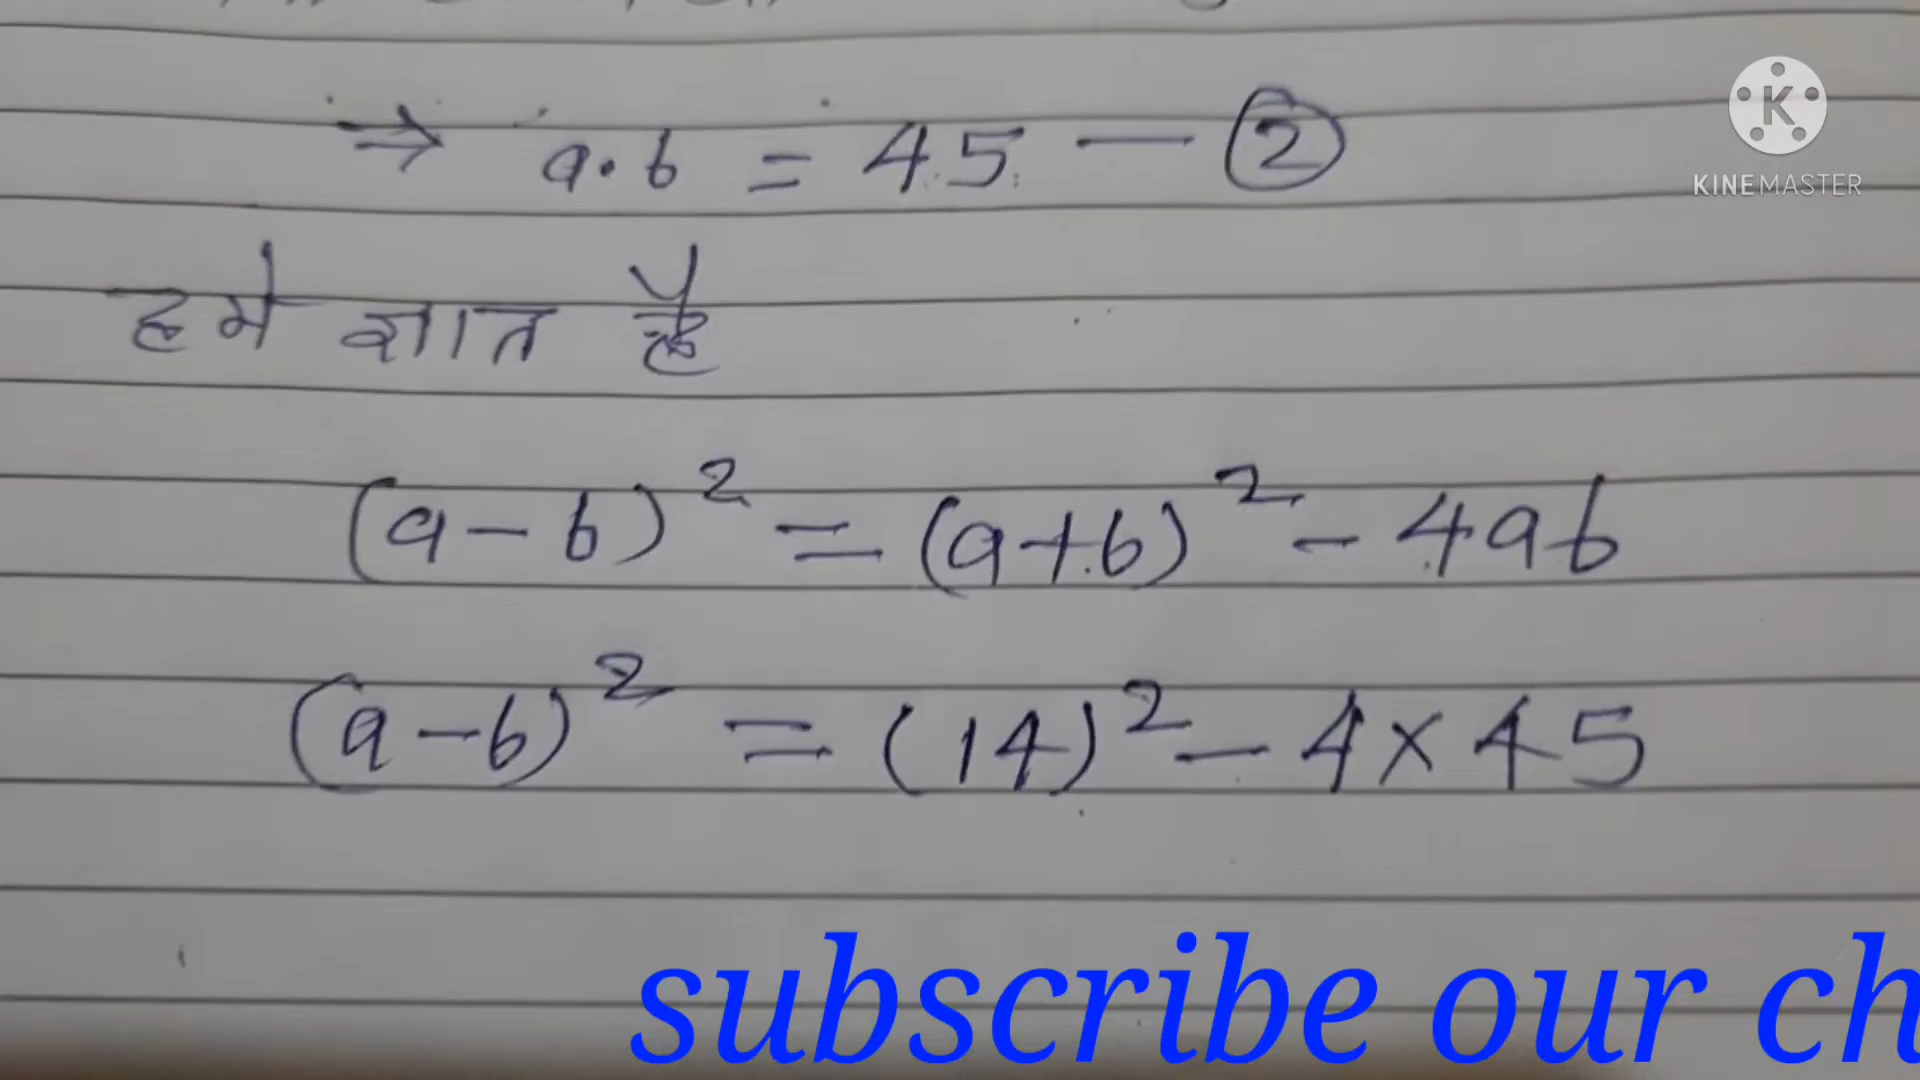 ⇒ a·b = 45 — ②
KINEMASTER
हमे ज्ञात है
(a-b)² = (a+b)² - 4ab
(a-b)² = (14)² - 4×45
subscribe our ch